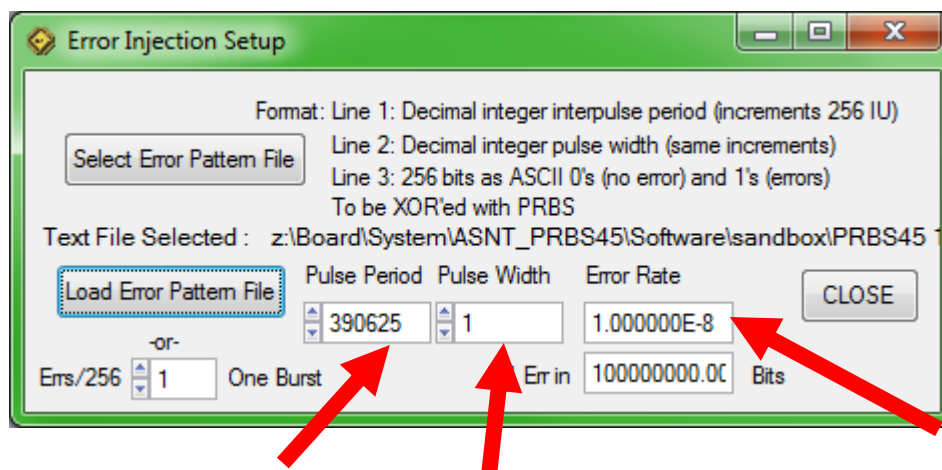 Error Injection Setup
Format: Line 1: Decimal integer interpulse period (increments 256 IU)
Select Error Pattern File
Line 2: Decimal integer pulse width (same increments)
Line 3: 256 bits as ASCII 0's (no error) and 1's (errors)
To be XOR'ed with PRBS
Text File Selected : z:\Board\System\ASNT_PRBS45\Software\sandbox\PRBS45 1
Load Error Pattern File
Pulse Period Pulse Width Error Rate
390625 1 1.000000E-8
CLOSE
-or-
Errs/256 1 One Burst Err in 100000000.00 Bits